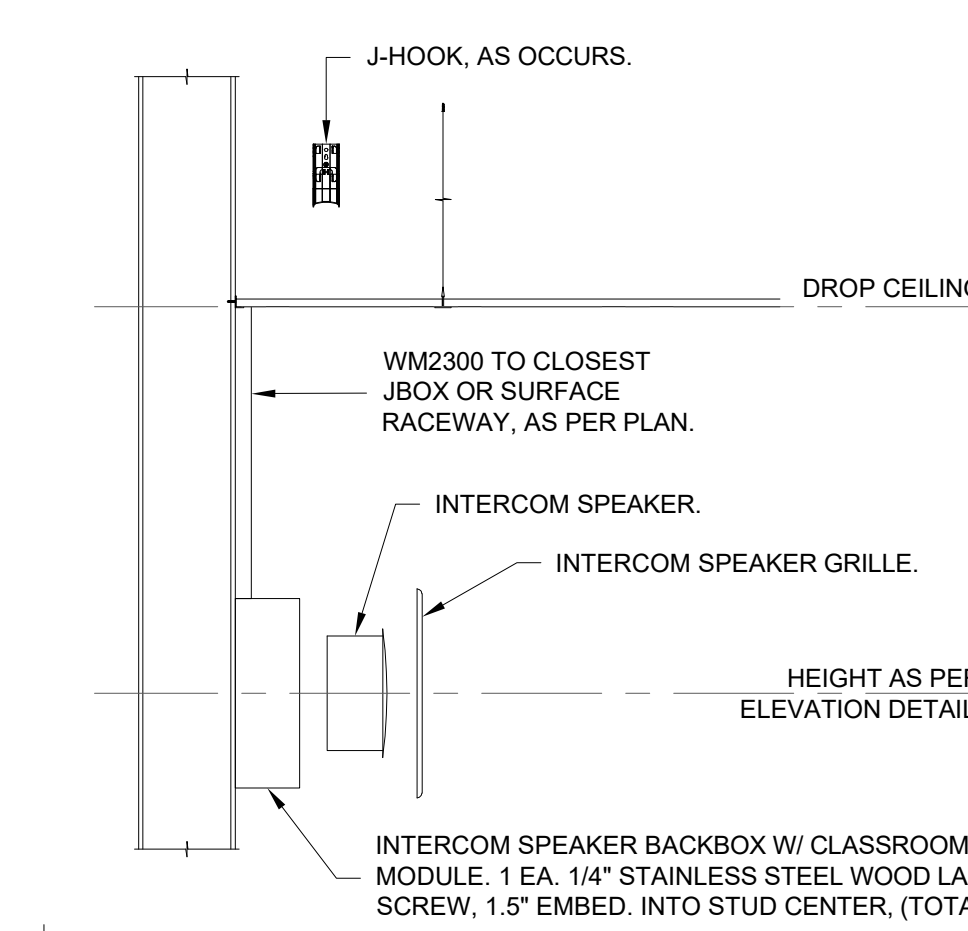 J-HOOK, AS OCCURS.
DROP CEILING
WM2300 TO CLOSEST
JBOX OR SURFACE
RACEWAY, AS PER PLAN.
INTERCOM SPEAKER.
INTERCOM SPEAKER GRILLE.
HEIGHT AS PER
ELEVATION DETAIL
INTERCOM SPEAKER BACKBOX W/ CLASSROOM
MODULE. 1 EA. 1/4" STAINLESS STEEL WOOD LA
SCREW, 1.5" EMBED. INTO STUD CENTER, (TOTA